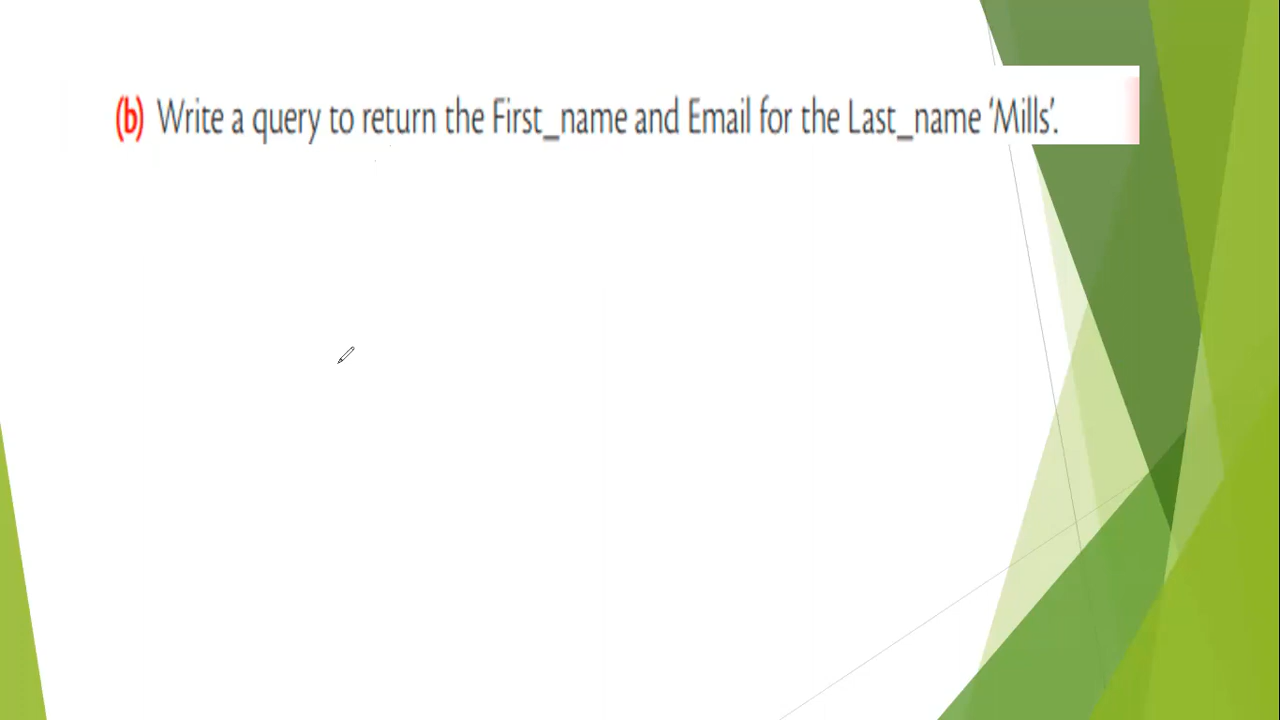 (b) Write a query to return the First_name and Email for the Last_name ‘Mills’.